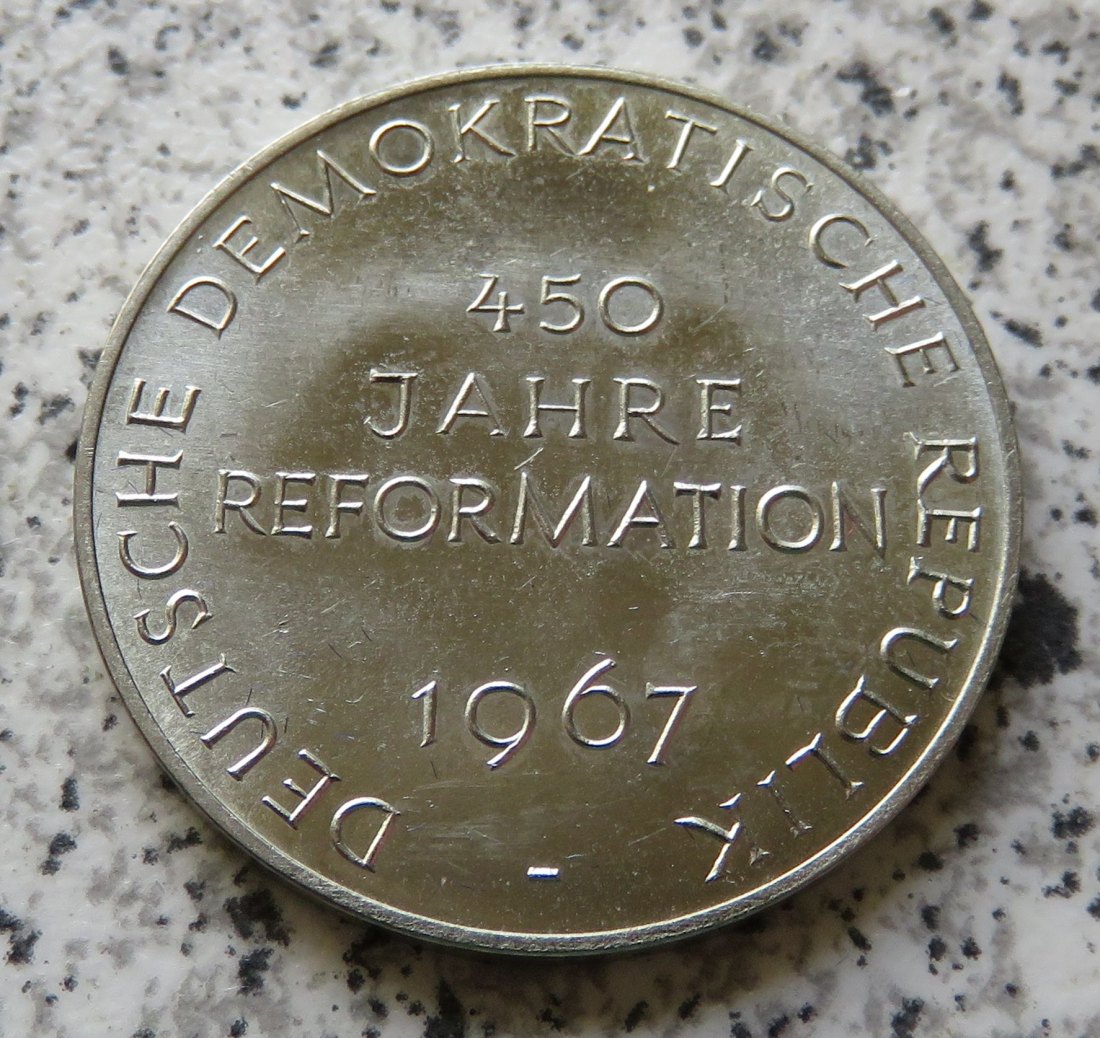 DEUTSCHE DEMOKRATISCHE REPUBLIK
450
JAHRE
REFORMATION
1967